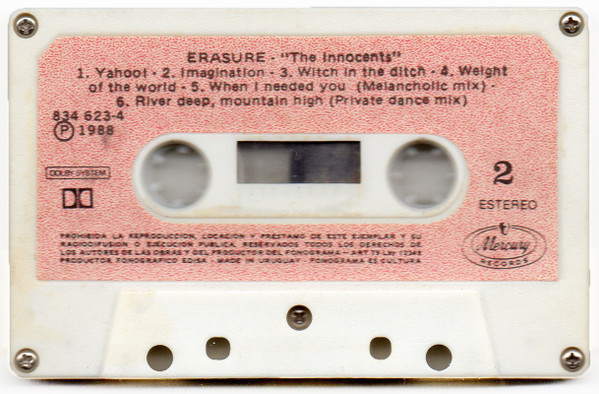 ERASURE - "The Innocents"
1. Yahoo! - 2. Imagination - 3. Witch in the ditch - 4. Weight
of the world - 5. When I needed you (Melancholic mix) -
6. River deep, mountain high (Private dance mix)
834 623-4
Ⓟ 1988
DOLBY SYSTEM
2
ESTEREO
PROHIBIDA LA REPRODUCCION, LOCACION Y PRESTAMO DE ESTE EJEMPLAR Y SU
RADIODIFUSION O EJECUCION PUBLICA, RESERVADOS TODOS LOS DERECHOS DE
LOS AUTORES DE LAS OBRAS Y DEL PRODUCTOR DEL FONOGRAMA - ART 79 Ley 12345
PRODUCTOR FONOGRAFICO EDISA - MADE IN URUGUAY - FONOGRAMA ES CULTURA
Mercury
RECORDS